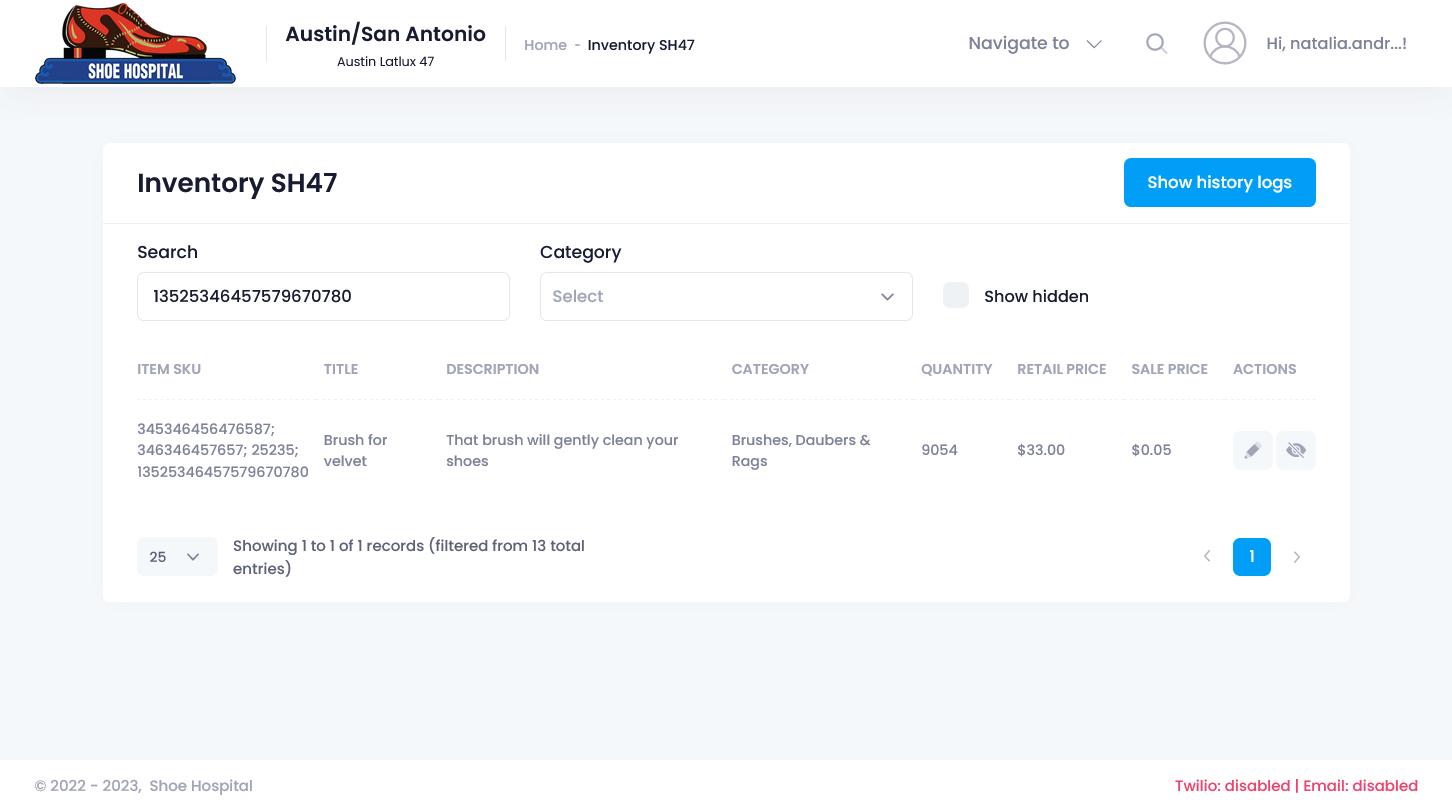 SHOE HOSPITAL
Austin/San Antonio
Austin Latlux 47
Home - Inventory SH47
Navigate to
Hi, natalia.andr...!
Inventory SH47
Show history logs
Search
Category
13525346457579670780
Select
Show hidden
ITEM SKU TITLE DESCRIPTION CATEGORY QUANTITY RETAIL PRICE SALE PRICE ACTIONS
345346456476587;
346346457657; 25235;
13525346457579670780
Brush for
velvet
That brush will gently clean your
shoes
Brushes, Daubers &
Rags
9054
$33.00
$0.05
25
Showing 1 to 1 of 1 records (filtered from 13 total
entries)
1
© 2022 - 2023, Shoe Hospital
Twilio: disabled | Email: disabled